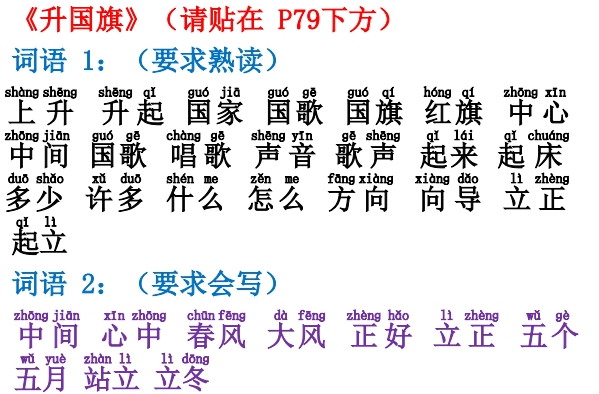 《升国旗》（请贴在 P79下方）
词语 1：（要求熟读）
shàng shēng shēng qǐ guó jiā guó gē guó qí hóng qí zhōng xīn
上升 升起 国家 国歌 国旗 红旗 中心
zhōng jiān guó gē chàng gē shēng yīn gē shēng qǐ lái qǐ chuáng
中间 国歌 唱歌 声音 歌声 起来 起床
duō shǎo xǔ duō shén me zěn me fāng xiàng xiàng dǎo lì zhèng
多少 许多 什么 怎么 方向 向导 立正
qǐ lì
起立
词语 2：（要求会写）
zhōng jiān xīn zhōng chūn fēng dà fēng zhèng hǎo lì zhèng wǔ gè
中间 心中 春风 大风 正好 立正 五个
wǔ yuè zhàn lì lì dōng
五月 站立 立冬